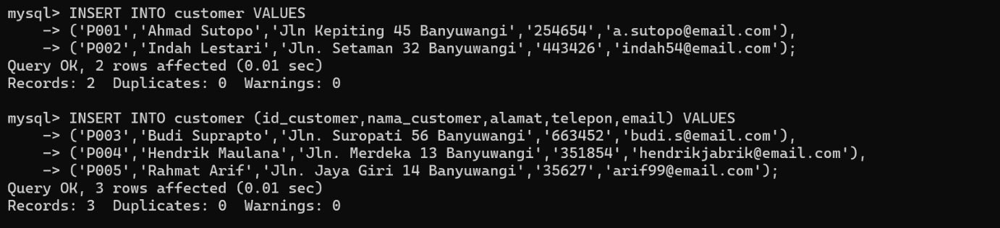 mysql> INSERT INTO customer VALUES
    -> ('P001','Ahmad Sutopo','Jln Kepiting 45 Banyuwangi','254654','a.sutopo@email.com'),
    -> ('P002','Indah Lestari','Jln. Setaman 32 Banyuwangi','443426','indah54@email.com');
Query OK, 2 rows affected (0.01 sec)
Records: 2  Duplicates: 0  Warnings: 0

mysql> INSERT INTO customer (id_customer,nama_customer,alamat,telepon,email) VALUES
    -> ('P003','Budi Suprapto','Jln. Suropati 56 Banyuwangi','663452','budi.s@email.com'),
    -> ('P004','Hendrik Maulana','Jln. Merdeka 13 Banyuwangi','351854','hendrikjabrik@email.com'),
    -> ('P005','Rahmat Arif','Jln. Jaya Giri 14 Banyuwangi','35627','arif99@email.com');
Query OK, 3 rows affected (0.01 sec)
Records: 3  Duplicates: 0  Warnings: 0